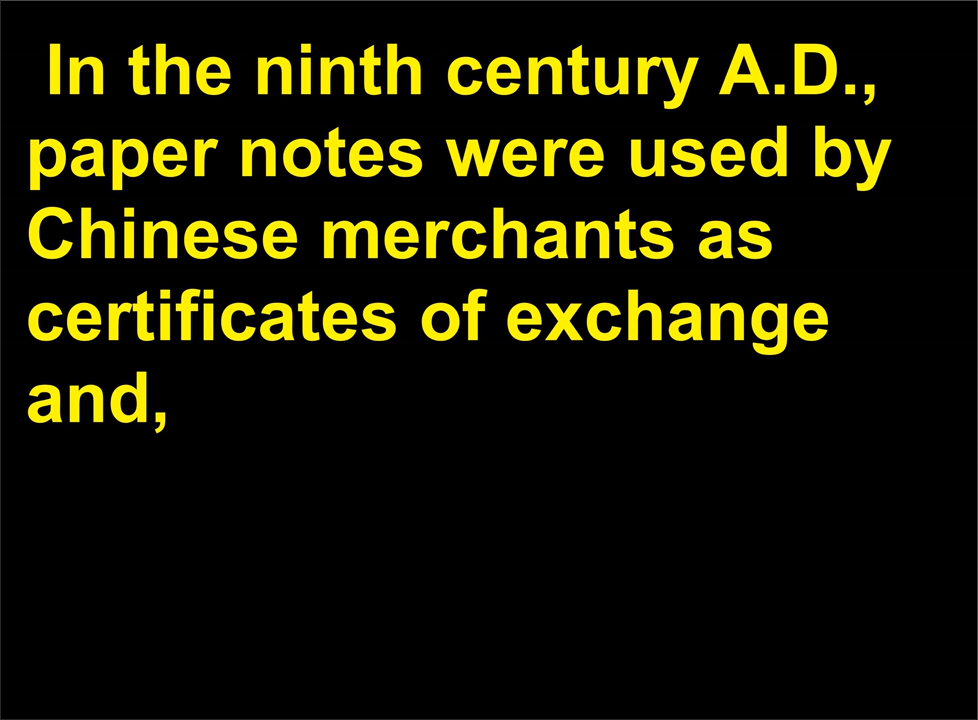 In the ninth century A.D.,
paper notes were used by
Chinese merchants as
certificates of exchange
and,